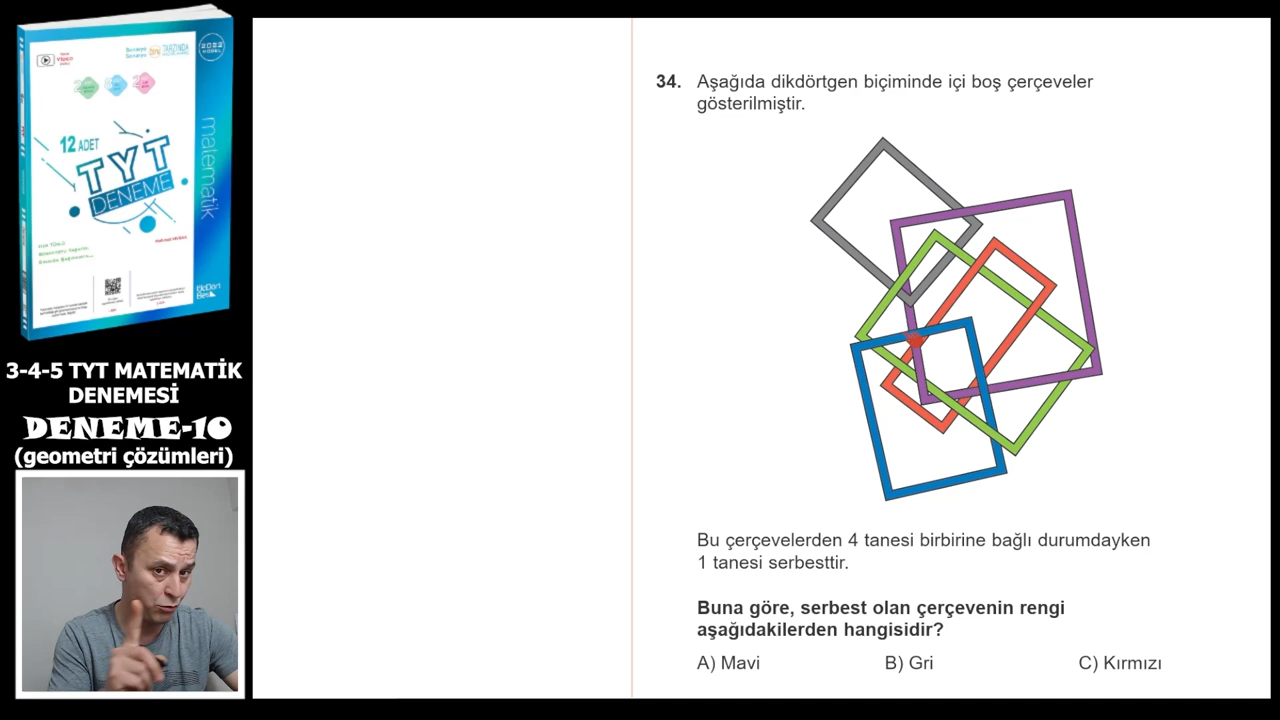 2022
TARZINDA
12 ADET
TYT
DENEME
matematik
3-4-5 TYT MATEMATİK
DENEMESİ
DENEME-10
(geometri çözümleri)
34. Aşağıda dikdörtgen biçiminde içi boş çerçeveler
gösterilmiştir.
Bu çerçevelerden 4 tanesi birbirine bağlı durumdayken
1 tanesi serbesttir.
Buna göre, serbest olan çerçevenin rengi
aşağıdakilerden hangisidir?
A) Mavi B) Gri C) Kırmızı